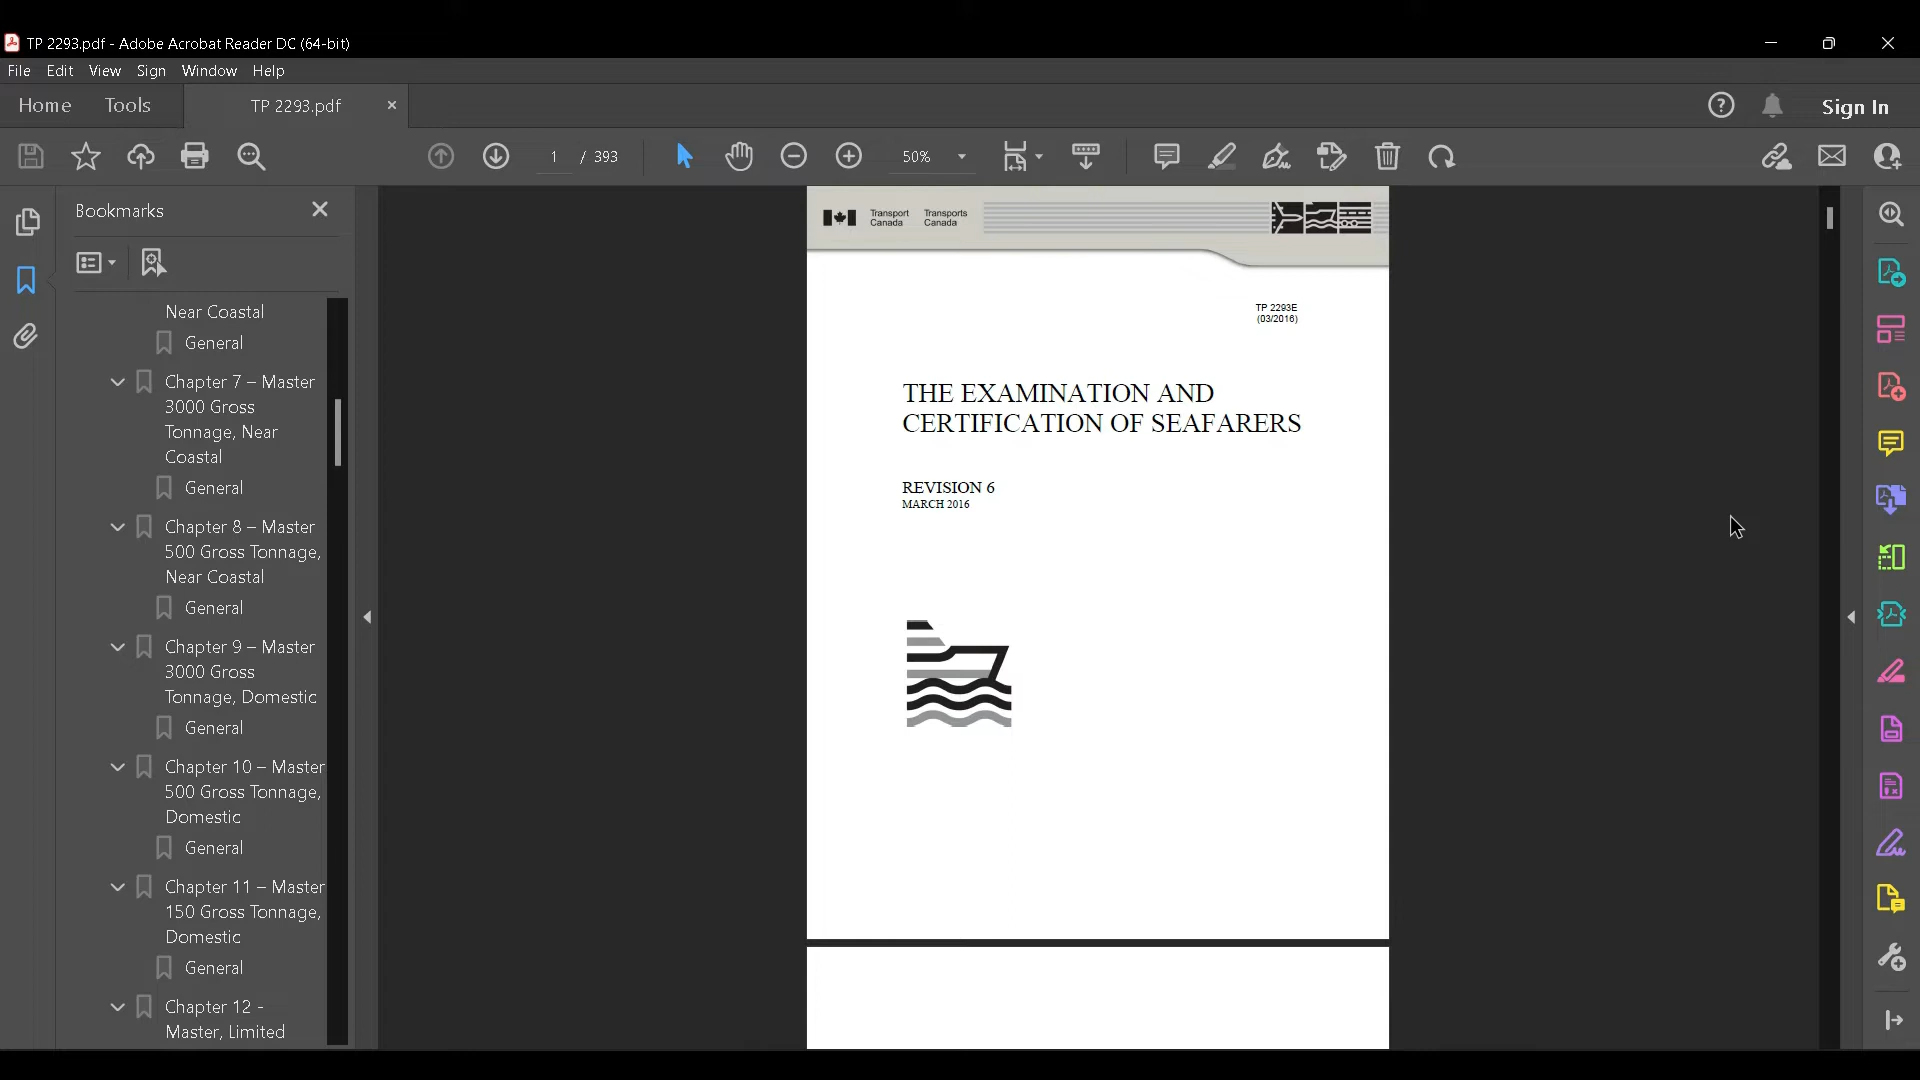 TP 2293.pdf - Adobe Acrobat Reader DC (64-bit)
File Edit View Sign Window Help
Home Tools TP 2293.pdf
Sign In
1 / 393
50%
Bookmarks
Near Coastal
General
Chapter 7 – Master
3000 Gross
Tonnage, Near
Coastal
General
Chapter 8 – Master
500 Gross Tonnage,
Near Coastal
General
Chapter 9 – Master
3000 Gross
Tonnage, Domestic
General
Chapter 10 – Master
500 Gross Tonnage,
Domestic
General
Chapter 11 – Master
150 Gross Tonnage,
Domestic
General
Chapter 12 -
Master, Limited
Transport Transports
Canada Canada
TP 2293E
(03/2016)
THE EXAMINATION AND
CERTIFICATION OF SEAFARERS
REVISION 6
MARCH 2016